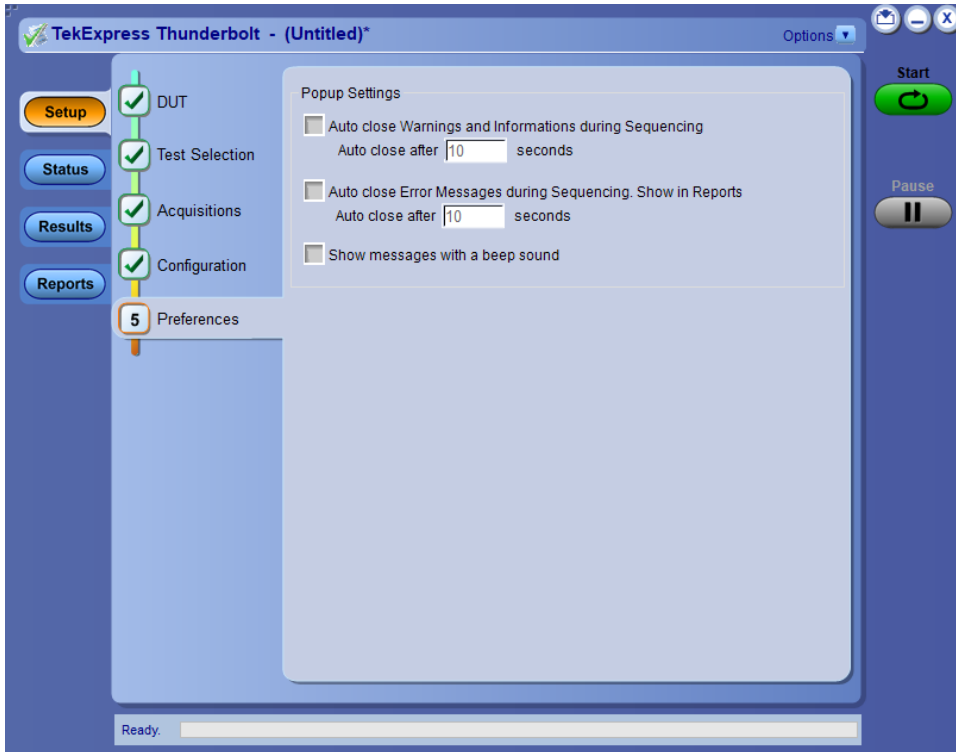 TekExpress Thunderbolt - (Untitled)*
Options
X
Start
Pause
Setup
Status
Results
Reports
DUT
Test Selection
Acquisitions
Configuration
5 Preferences
Popup Settings
Auto close Warnings and Informations during Sequencing
Auto close after 10 seconds
Auto close Error Messages during Sequencing. Show in Reports
Auto close after 10 seconds
Show messages with a beep sound
Ready.